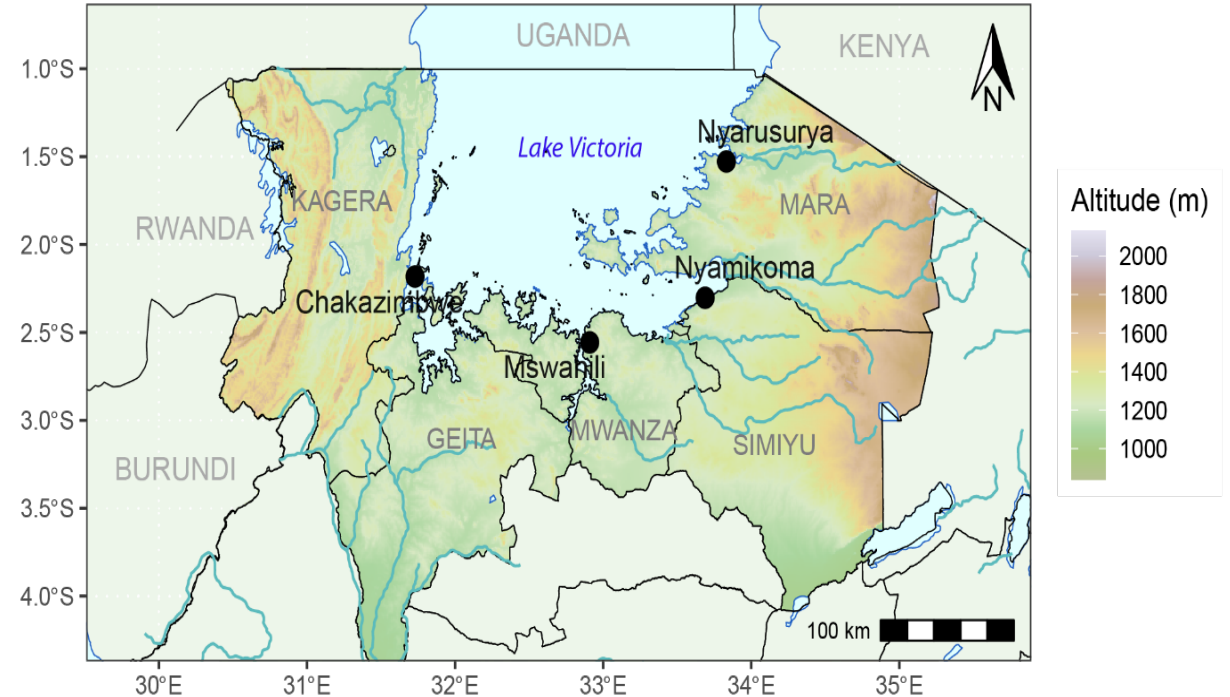 UGANDA
KENYA
1.0°S
N
Nyarusurya
1.5°S
Lake Victoria
KAGERA
MARA
RWANDA
2.0°S
Nyamikoma
Chakazimbwe
2.5°S
Mswahili
3.0°S
GEITA
MWANZA
SIMIYU
BURUNDI
3.5°S
4.0°S
100 km
30°E
31°E
32°E
33°E
34°E
35°E
Altitude (m)
2000
1800
1600
1400
1200
1000